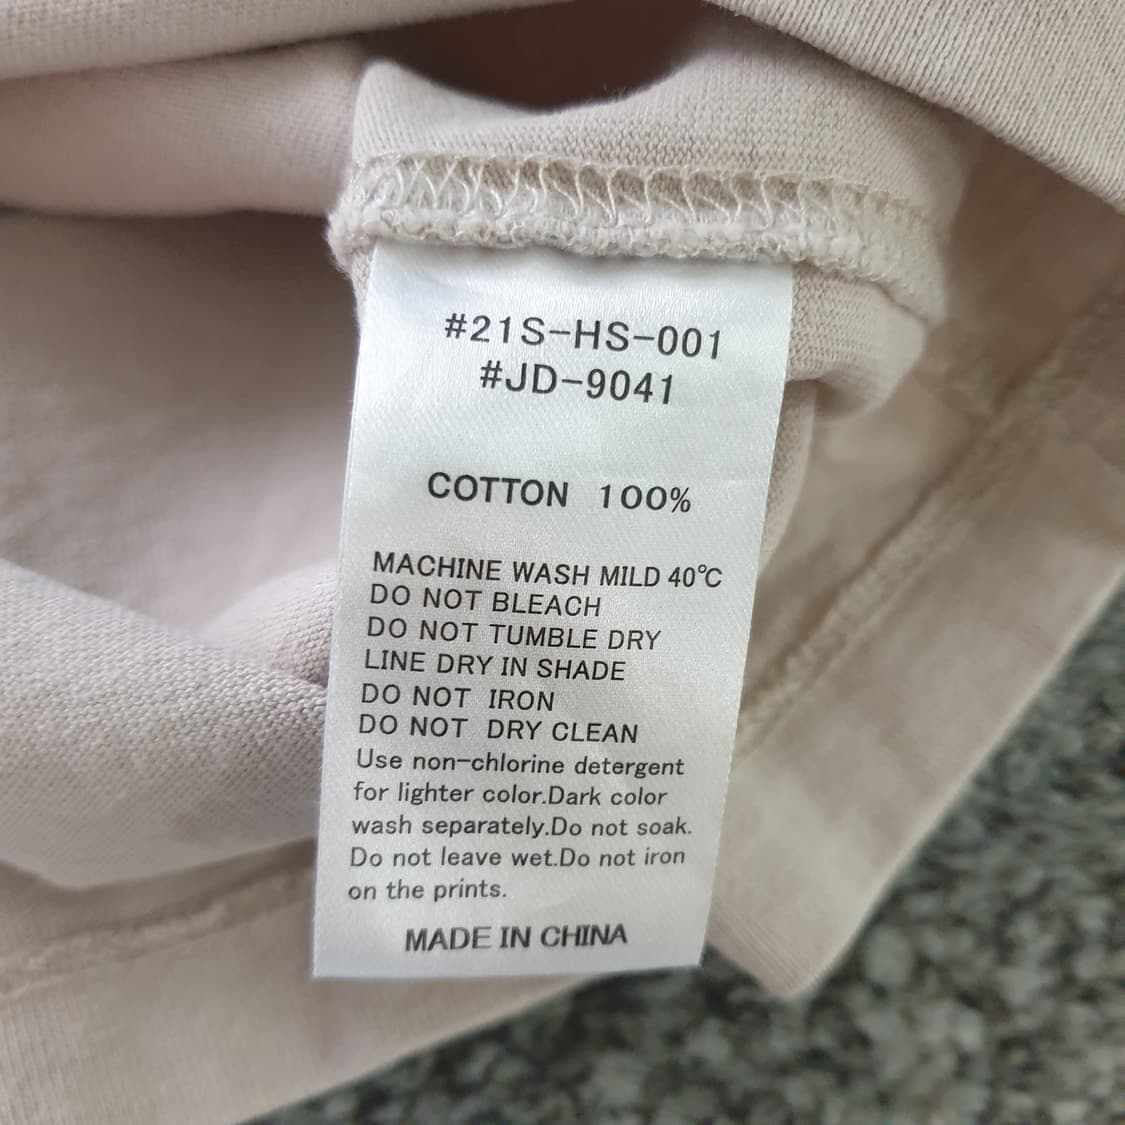 #21S-HS-001
#JD-9041
COTTON 100%
MACHINE WASH MILD 40℃
DO NOT BLEACH
DO NOT TUMBLE DRY
LINE DRY IN SHADE
DO NOT IRON
DO NOT DRY CLEAN
Use non-chlorine detergent
for lighter color.Dark color
wash separately.Do not soak.
Do not leave wet.Do not iron
on the prints.
MADE IN CHINA